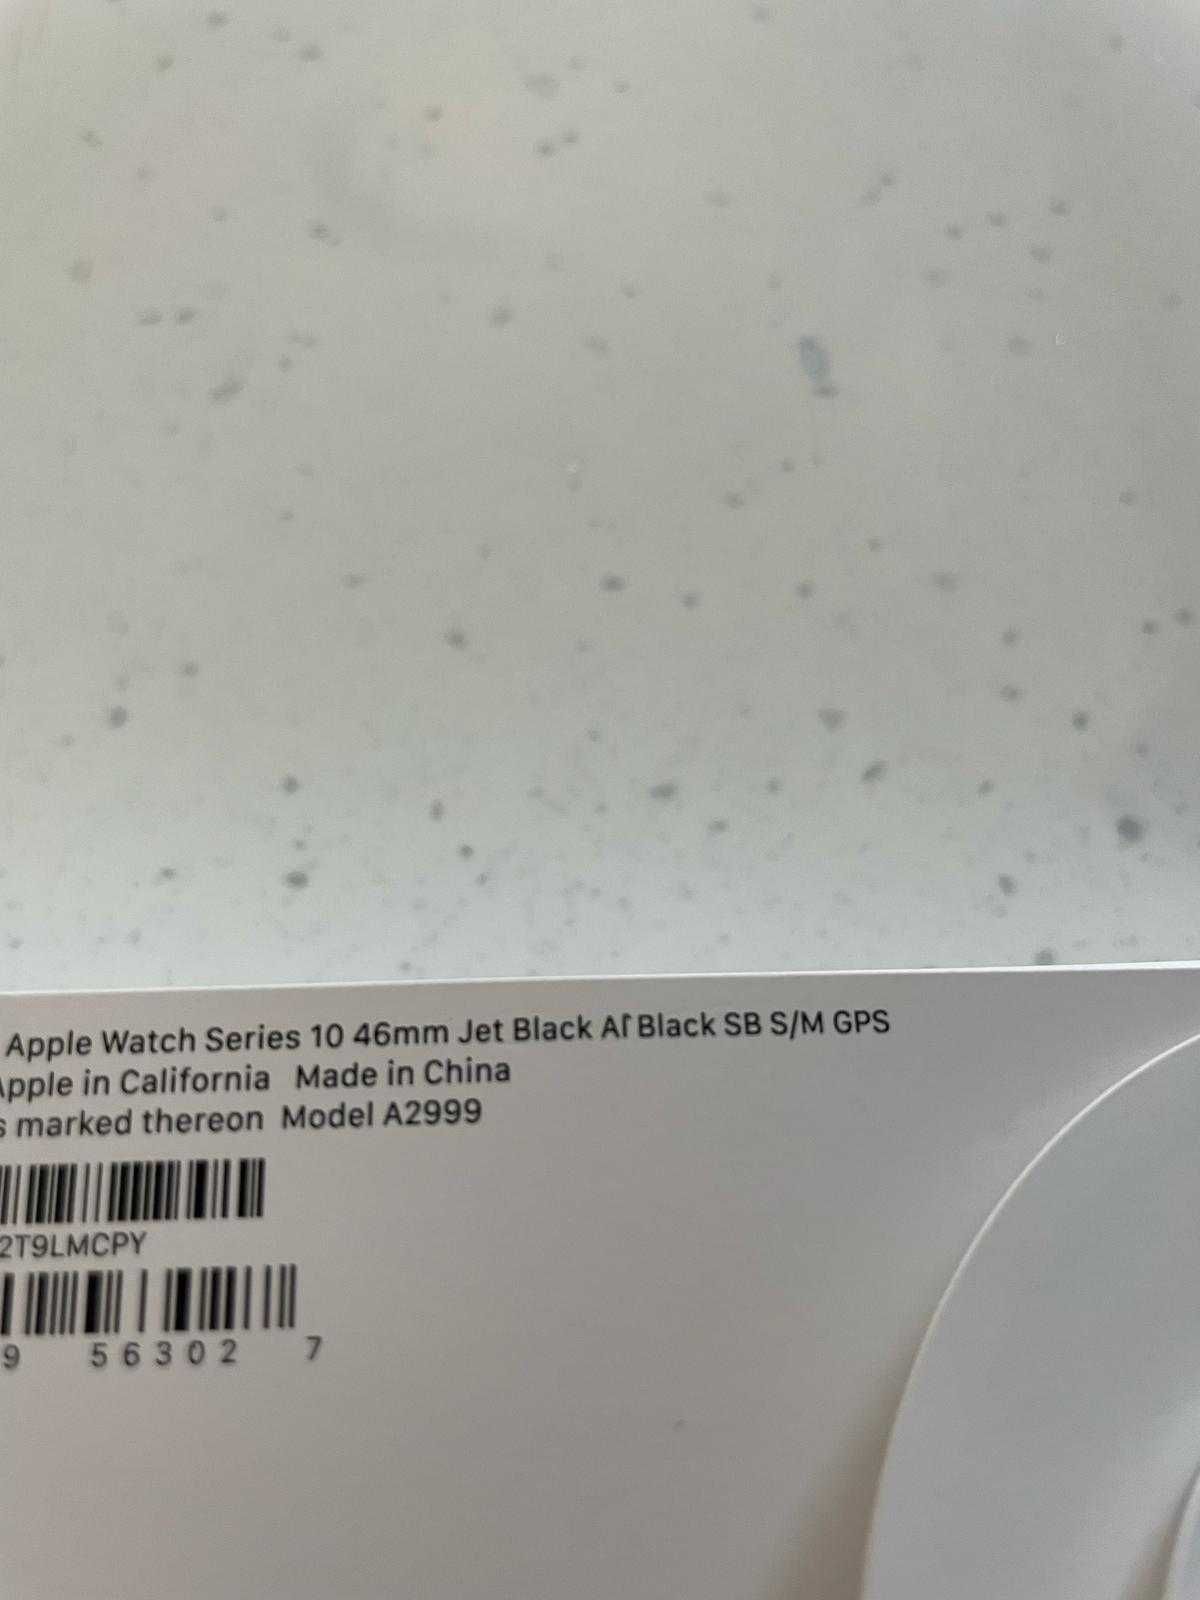 Apple Watch Series 10 46mm Jet Black Al Black SB S/M GPS
Apple in California Made in China
s marked thereon Model A2999
2T9LMCPY
9 56302 7